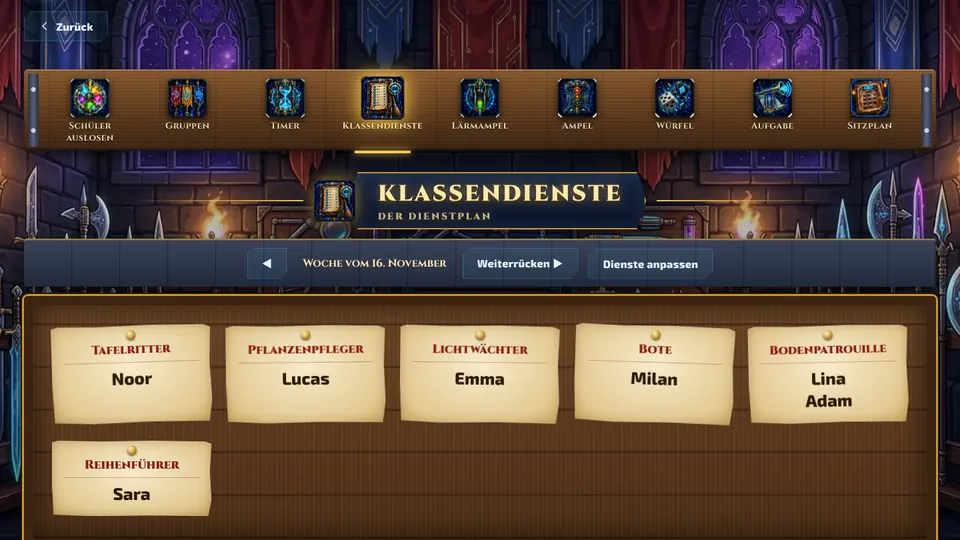 Zurück
Schüler
auslosen
Gruppen
Timer
Klassendienste
Lärmampel
Ampel
Würfel
Aufgabe
Sitzplan
Klassendienste
Der Dienstplan
◀
Woche vom 16. November
Weiterrücken ▶
Dienste anpassen
Tafelritter
Noor
Pflanzenpfleger
Lucas
Lichtwächter
Emma
Bote
Milan
Bodenpatrouille
Lina
Adam
Reihenführer
Sara